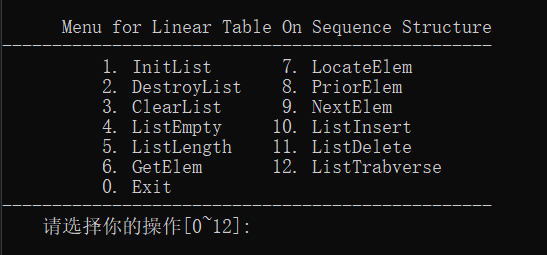 Menu for Linear Table On Sequence Structure
-------------------------------------------------
1. InitList 7. LocateElem
2. DestroyList 8. PriorElem
3. ClearList 9. NextElem
4. ListEmpty 10. ListInsert
5. ListLength 11. ListDelete
6. GetElem 12. ListTrabverse
0. Exit
-------------------------------------------------
请选择你的操作[0~12]: